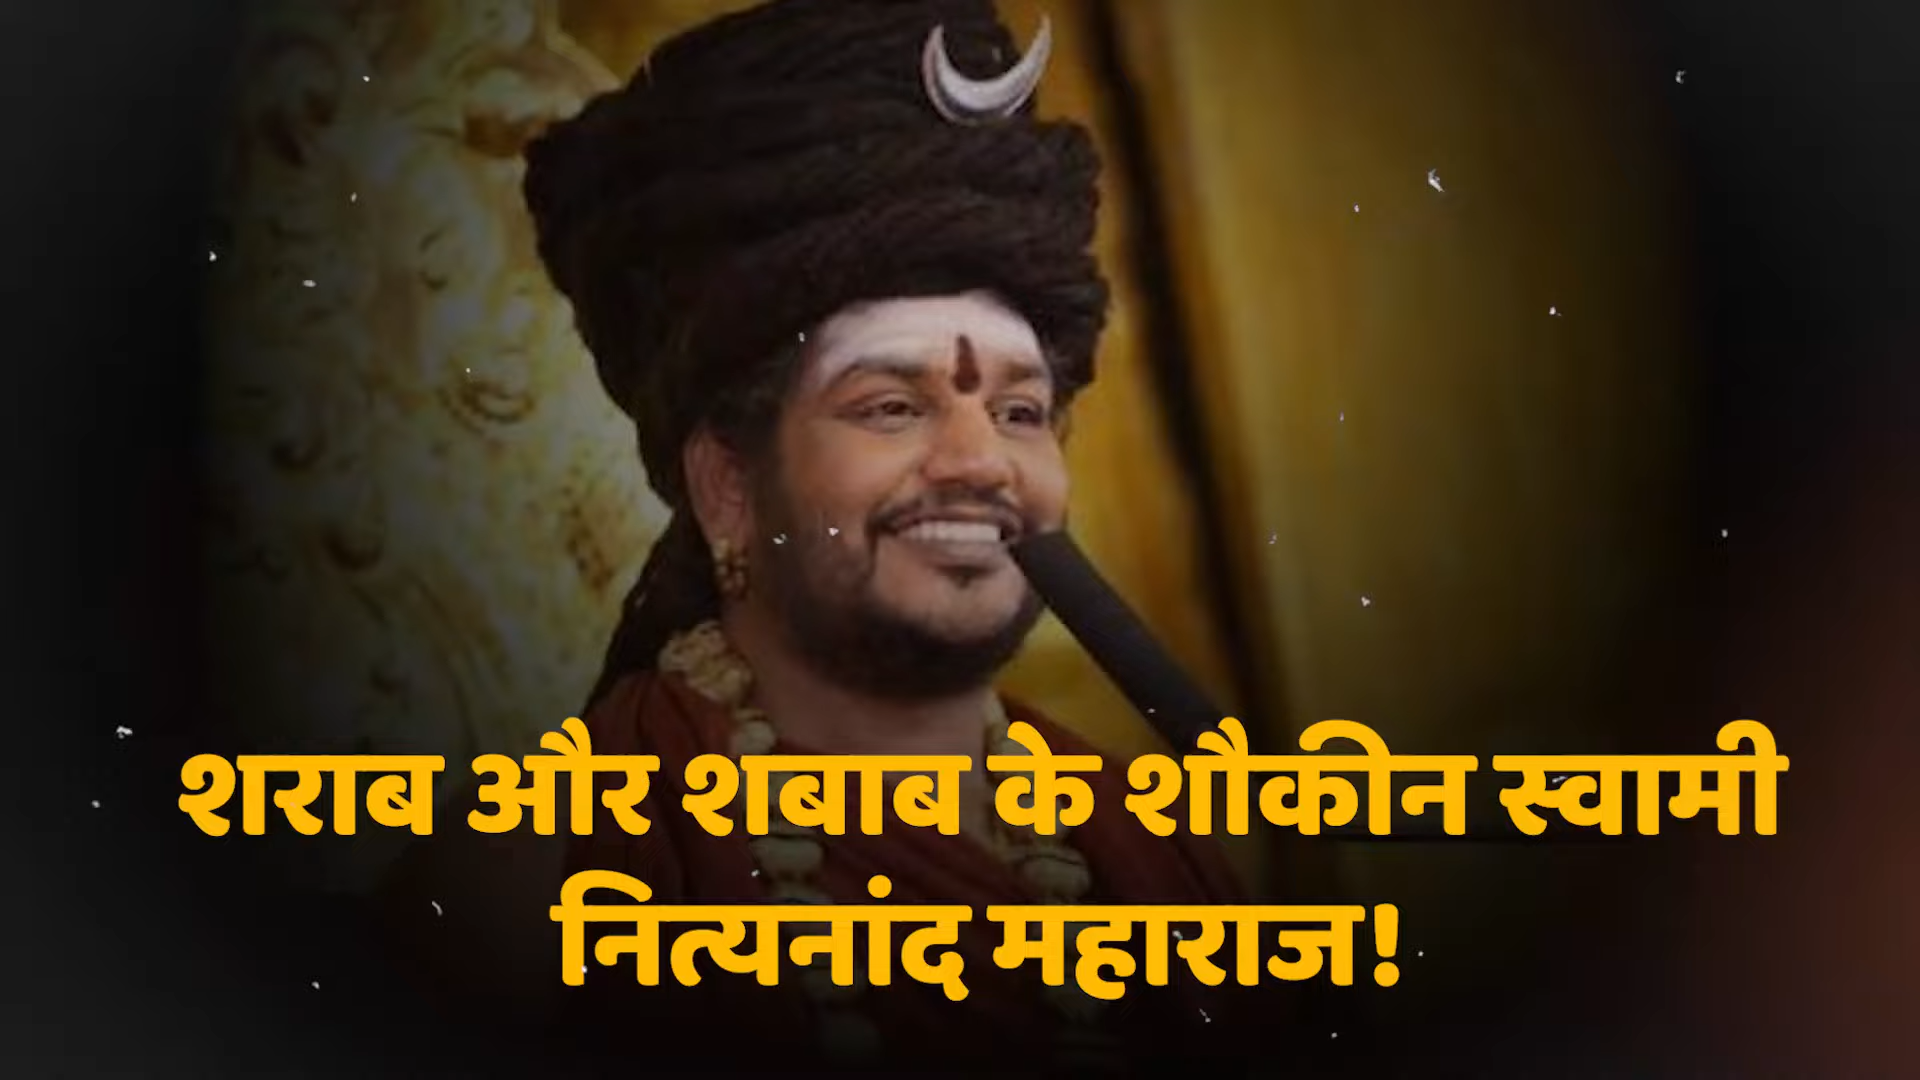 शराब और शबाब के शौकीन स्वामी
नित्यनांद महाराज!